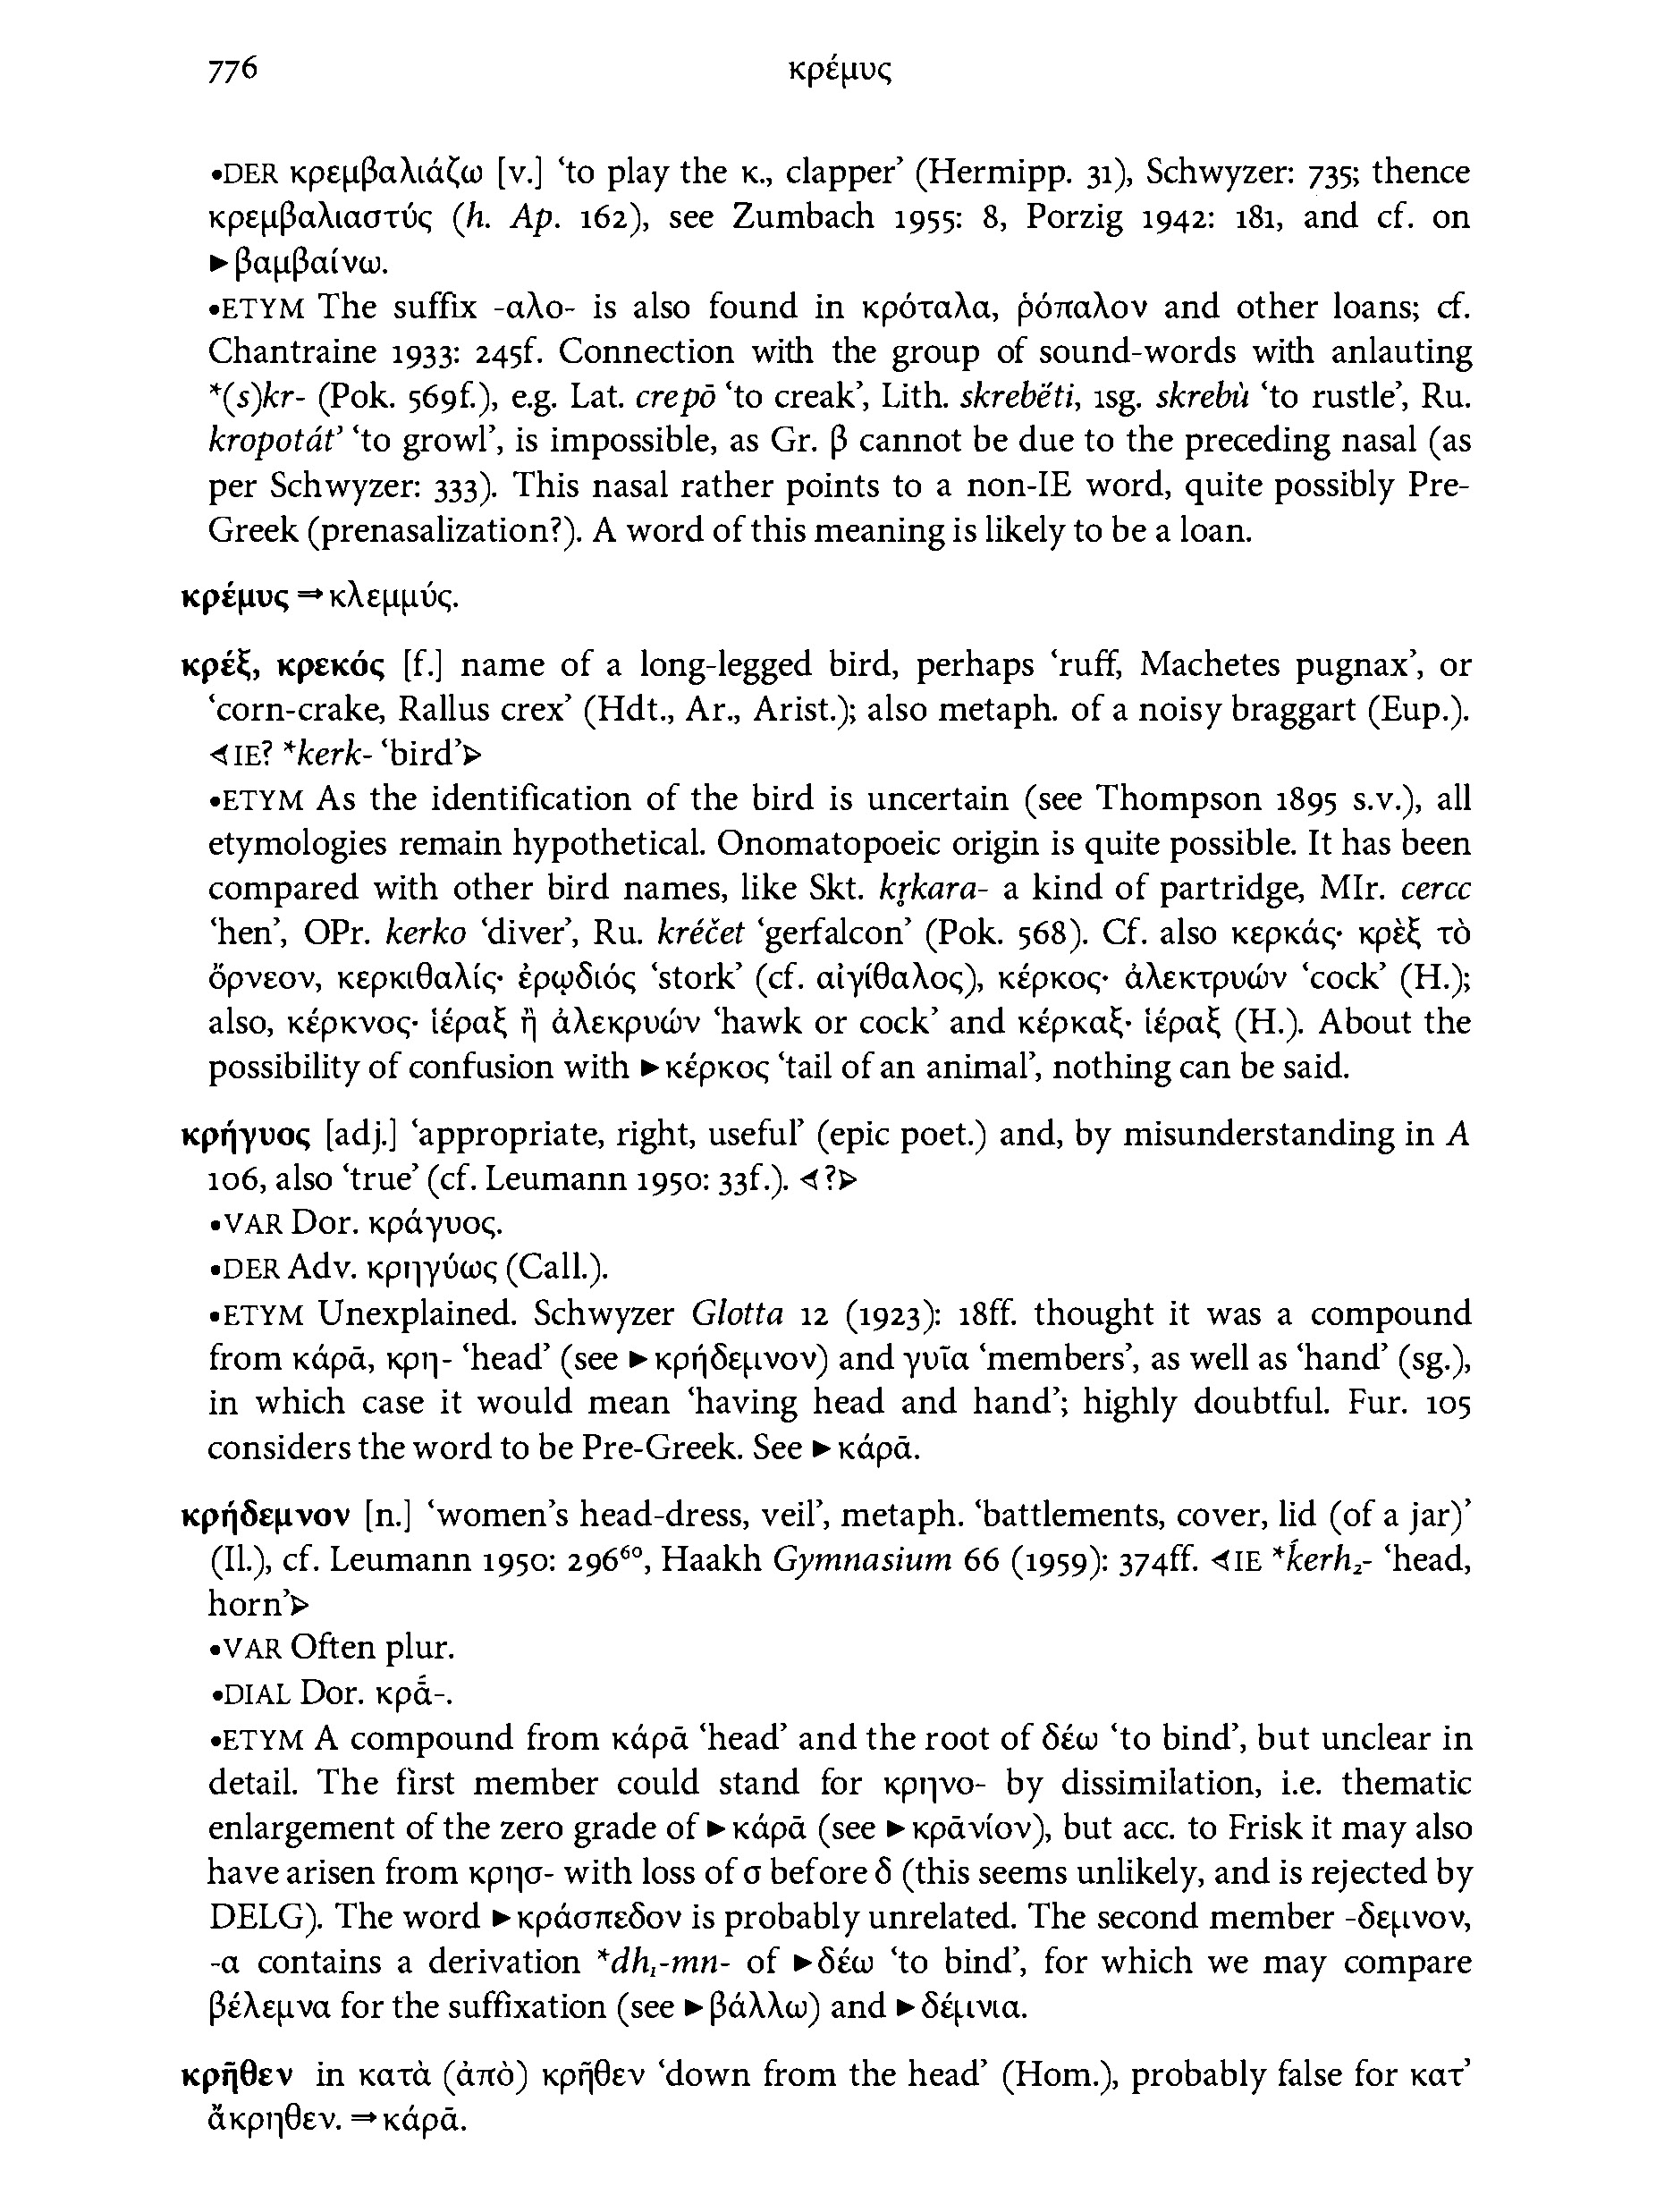 776 κρέμυς
•DER κρεμβαλιάζω [v.] ‘to play the κ., clapper’ (Hermipp. 31), Schwyzer: 735; thence
κρεμβαλιαστύς (h. Ap. 162), see Zumbach 1955: 8, Porzig 1942: 181, and cf. on
►βαμβαίνω.
•ETYM The suffix -αλο- is also found in κρόταλα, ῥόπαλον and other loans; cf.
Chantraine 1933: 245f. Connection with the group of sound-words with anlauting
*(s)kr- (Pok. 569f.), e.g. Lat. crepō ‘to creak’, Lith. skrebė́ti, 1sg. skrebù ‘to rustle’, Ru.
kropotát’ ‘to growl’, is impossible, as Gr. β cannot be due to the preceding nasal (as
per Schwyzer: 333). This nasal rather points to a non-IE word, quite possibly Pre-
Greek (prenasalization?). A word of this meaning is likely to be a loan.
κρέμυς ⇒κλεμμύς.
κρέξ, κρεκός [f.] name of a long-legged bird, perhaps ‘ruff, Machetes pugnax’, or
‘corn-crake, Rallus crex’ (Hdt., Ar., Arist.); also metaph. of a noisy braggart (Eup.).
⊲IE? *kerk- ‘bird’⊳
•ETYM As the identification of the bird is uncertain (see Thompson 1895 s.v.), all
etymologies remain hypothetical. Onomatopoeic origin is quite possible. It has been
compared with other bird names, like Skt. kr̥kara- a kind of partridge, MIr. cercc
‘hen’, OPr. kerko ‘diver’, Ru. kréčet ‘gerfalcon’ (Pok. 568). Cf. also κερκάς· κρὲξ τὸ
ὄρνεον, κερκιθαλίς· ἐρῳδιός ‘stork’ (cf. αἰγίθαλος), κέρκος· ἀλεκτρυών ‘cock’ (H.);
also, κέρκνος· ἱέραξ ἢ ἀλεκρυών ‘hawk or cock’ and κέρκαξ· ἱέραξ (H.). About the
possibility of confusion with ►κέρκος ‘tail of an animal’, nothing can be said.
κρήγυος [adj.] ‘appropriate, right, useful’ (epic poet.) and, by misunderstanding in A
106, also ‘true’ (cf. Leumann 1950: 33f.). ⊲?⊳
•VAR Dor. κράγυος.
•DER Adv. κρηγύως (Call.).
•ETYM Unexplained. Schwyzer Glotta 12 (1923): 18ff. thought it was a compound
from κάρᾱ, κρη- ‘head’ (see ►κρήδεμνον) and γυῖα ‘members’, as well as ‘hand’ (sg.),
in which case it would mean ‘having head and hand’; highly doubtful. Fur. 105
considers the word to be Pre-Greek. See ►κάρᾱ.
κρήδεμνον [n.] ‘women’s head-dress, veil’, metaph. ‘battlements, cover, lid (of a jar)’
(Il.), cf. Leumann 1950: 296⁶⁰, Haakh Gymnasium 66 (1959): 374ff. ⊲IE *ḱerh₂- ‘head,
horn’⊳
•VAR Often plur.
•DIAL Dor. κρᾱ́-.
•ETYM A compound from κάρᾱ ‘head’ and the root of δέω ‘to bind’, but unclear in
detail. The first member could stand for κρηνο- by dissimilation, i.e. thematic
enlargement of the zero grade of ►κάρᾱ (see ►κρᾱνίον), but acc. to Frisk it may also
have arisen from κρησ- with loss of σ before δ (this seems unlikely, and is rejected by
DELG). The word ►κράσπεδον is probably unrelated. The second member -δεμνον,
-α contains a derivation *dh₁-mn- of ►δέω ‘to bind’, for which we may compare
βέλεμνα for the suffixation (see ►βάλλω) and ►δέμνια.
κρῆθεν in κατὰ (ἀπὸ) κρῆθεν ‘down from the head’ (Hom.), probably false for κατ’
ἄκρηθεν. ⇒κάρᾱ.